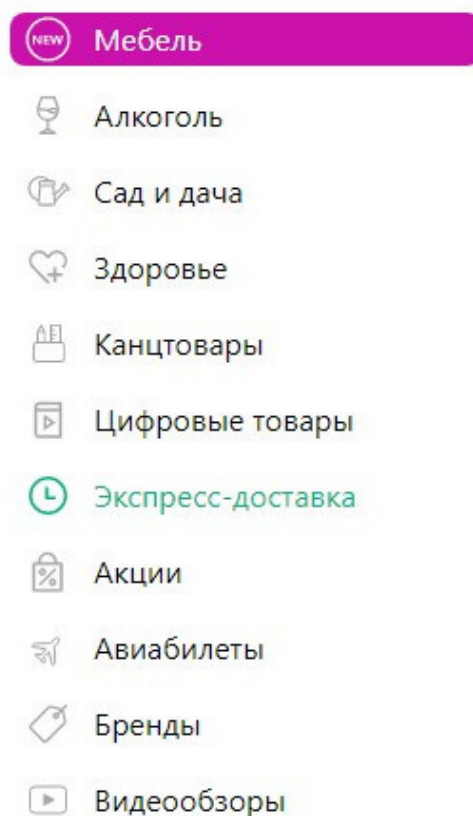 NEW Мебель
Алкоголь
Сад и дача
Здоровье
Канцтовары
Цифровые товары
Экспресс-доставка
Акции
Авиабилеты
Бренды
Видеообзоры